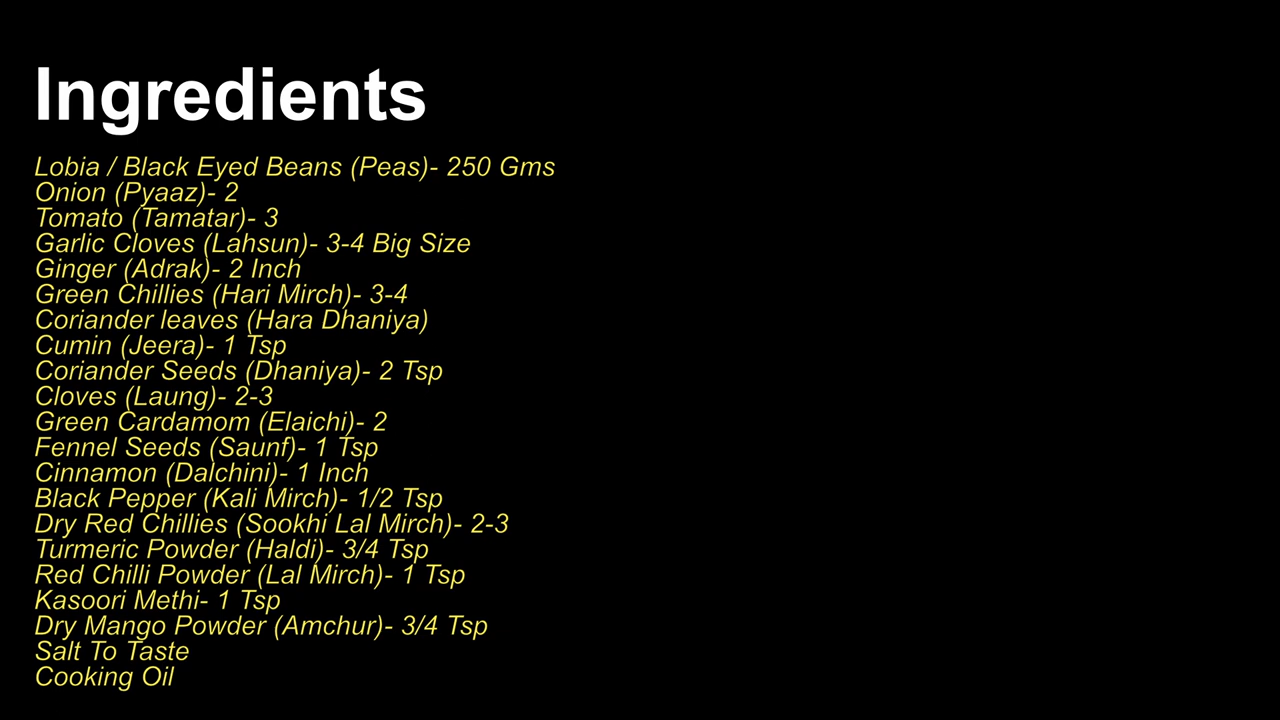 Ingredients
Lobia / Black Eyed Beans (Peas)- 250 Gms
Onion (Pyaaz)- 2
Tomato (Tamatar)- 3
Garlic Cloves (Lahsun)- 3-4 Big Size
Ginger (Adrak)- 2 Inch
Green Chillies (Hari Mirch)- 3-4
Coriander leaves (Hara Dhaniya)
Cumin (Jeera)- 1 Tsp
Coriander Seeds (Dhaniya)- 2 Tsp
Cloves (Laung)- 2-3
Green Cardamom (Elaichi)- 2
Fennel Seeds (Saunf)- 1 Tsp
Cinnamon (Dalchini)- 1 Inch
Black Pepper (Kali Mirch)- 1/2 Tsp
Dry Red Chillies (Sookhi Lal Mirch)- 2-3
Turmeric Powder (Haldi)- 3/4 Tsp
Red Chilli Powder (Lal Mirch)- 1 Tsp
Kasoori Methi- 1 Tsp
Dry Mango Powder (Amchur)- 3/4 Tsp
Salt To Taste
Cooking Oil